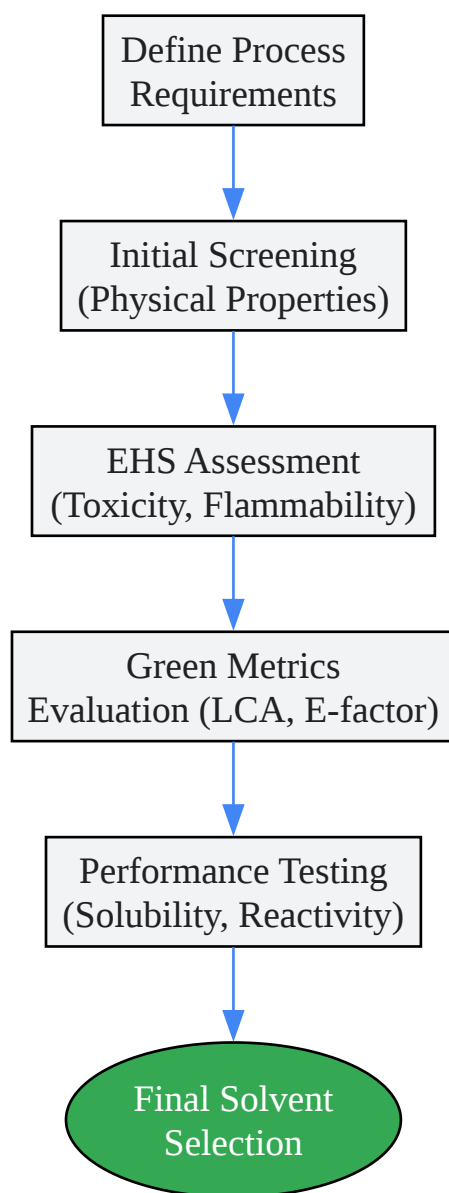 Define Process
Requirements
Initial Screening
(Physical Properties)
EHS Assessment
(Toxicity, Flammability)
Green Metrics
Evaluation (LCA, E-factor)
Performance Testing
(Solubility, Reactivity)
Final Solvent
Selection